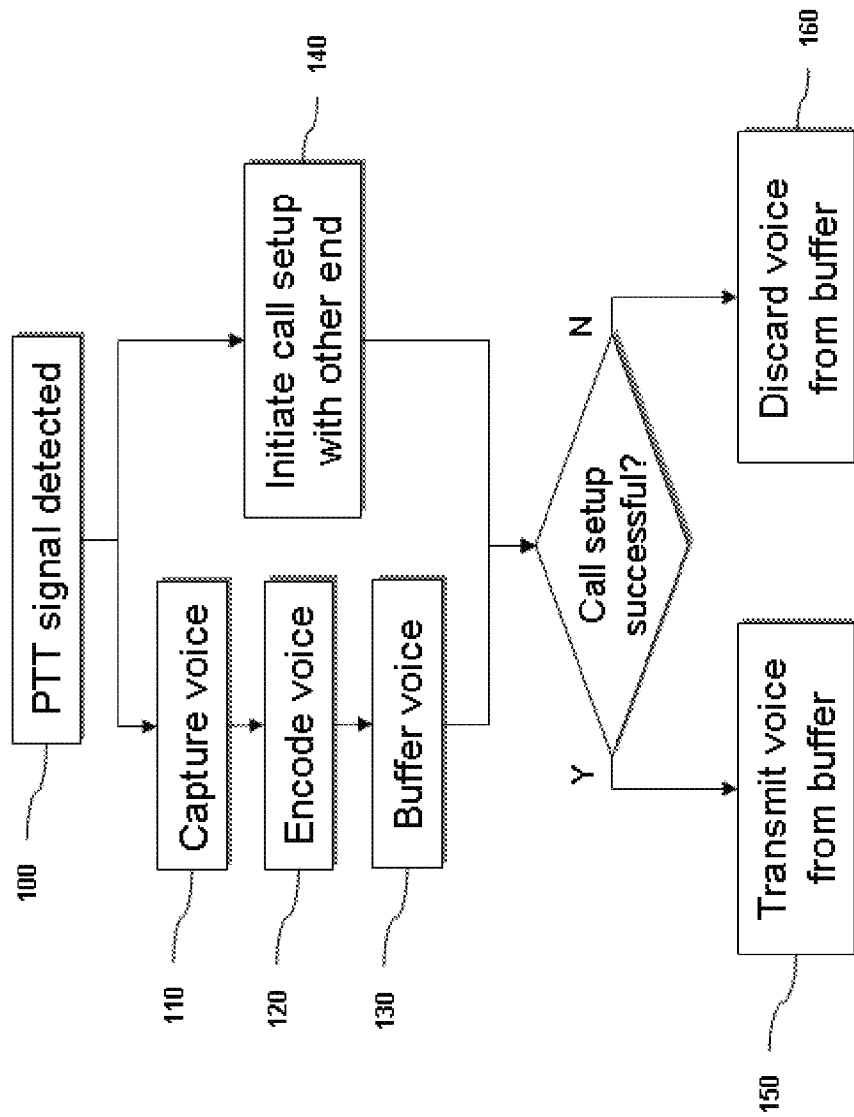 100
PTT signal detected
110
Capture voice
120
Encode voice
130
Buffer voice
140
Initiate call setup
with other end
Call setup
successful?
Y
N
150
Transmit voice
from buffer
160
Discard voice
from buffer